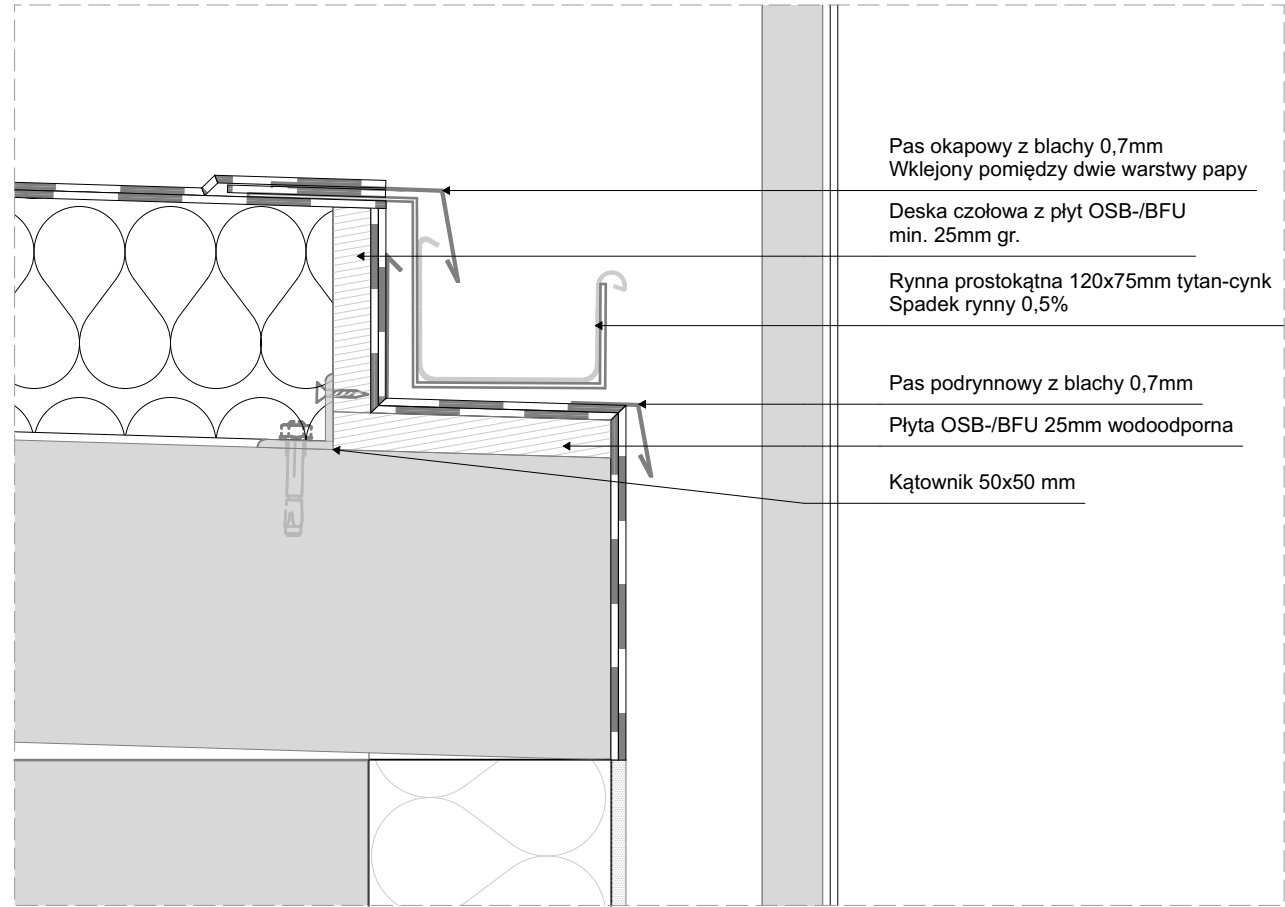 Pas okapowy z blachy 0,7mm
Wklejony pomiędzy dwie warstwy papy
Deska czołowa z płyt OSB-/BFU
min. 25mm gr.
Rynna prostokątna 120x75mm tytan-cynk
Spadek rynny 0,5%
Pas podrynnowy z blachy 0,7mm
Płyta OSB-/BFU 25mm wodoodporna
Kątownik 50x50 mm